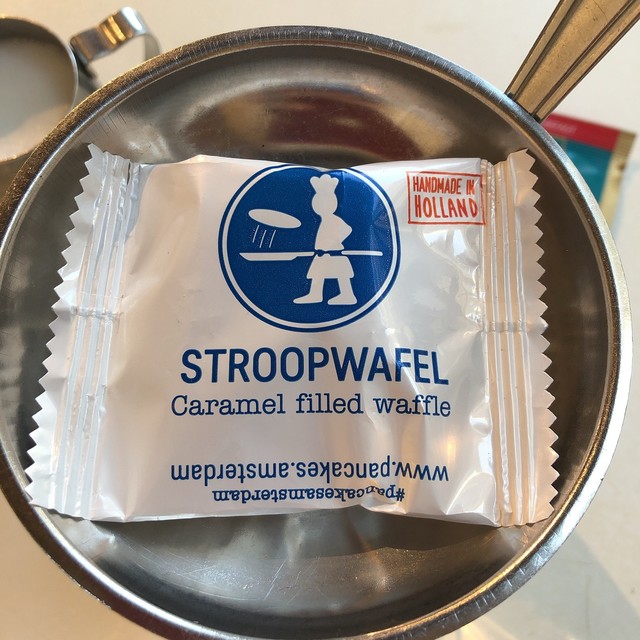 HANDMADE IN
HOLLAND
STROOPWAFEL
Caramel filled waffle
www.pancakes.amsterdam
#pancakesamsterdam